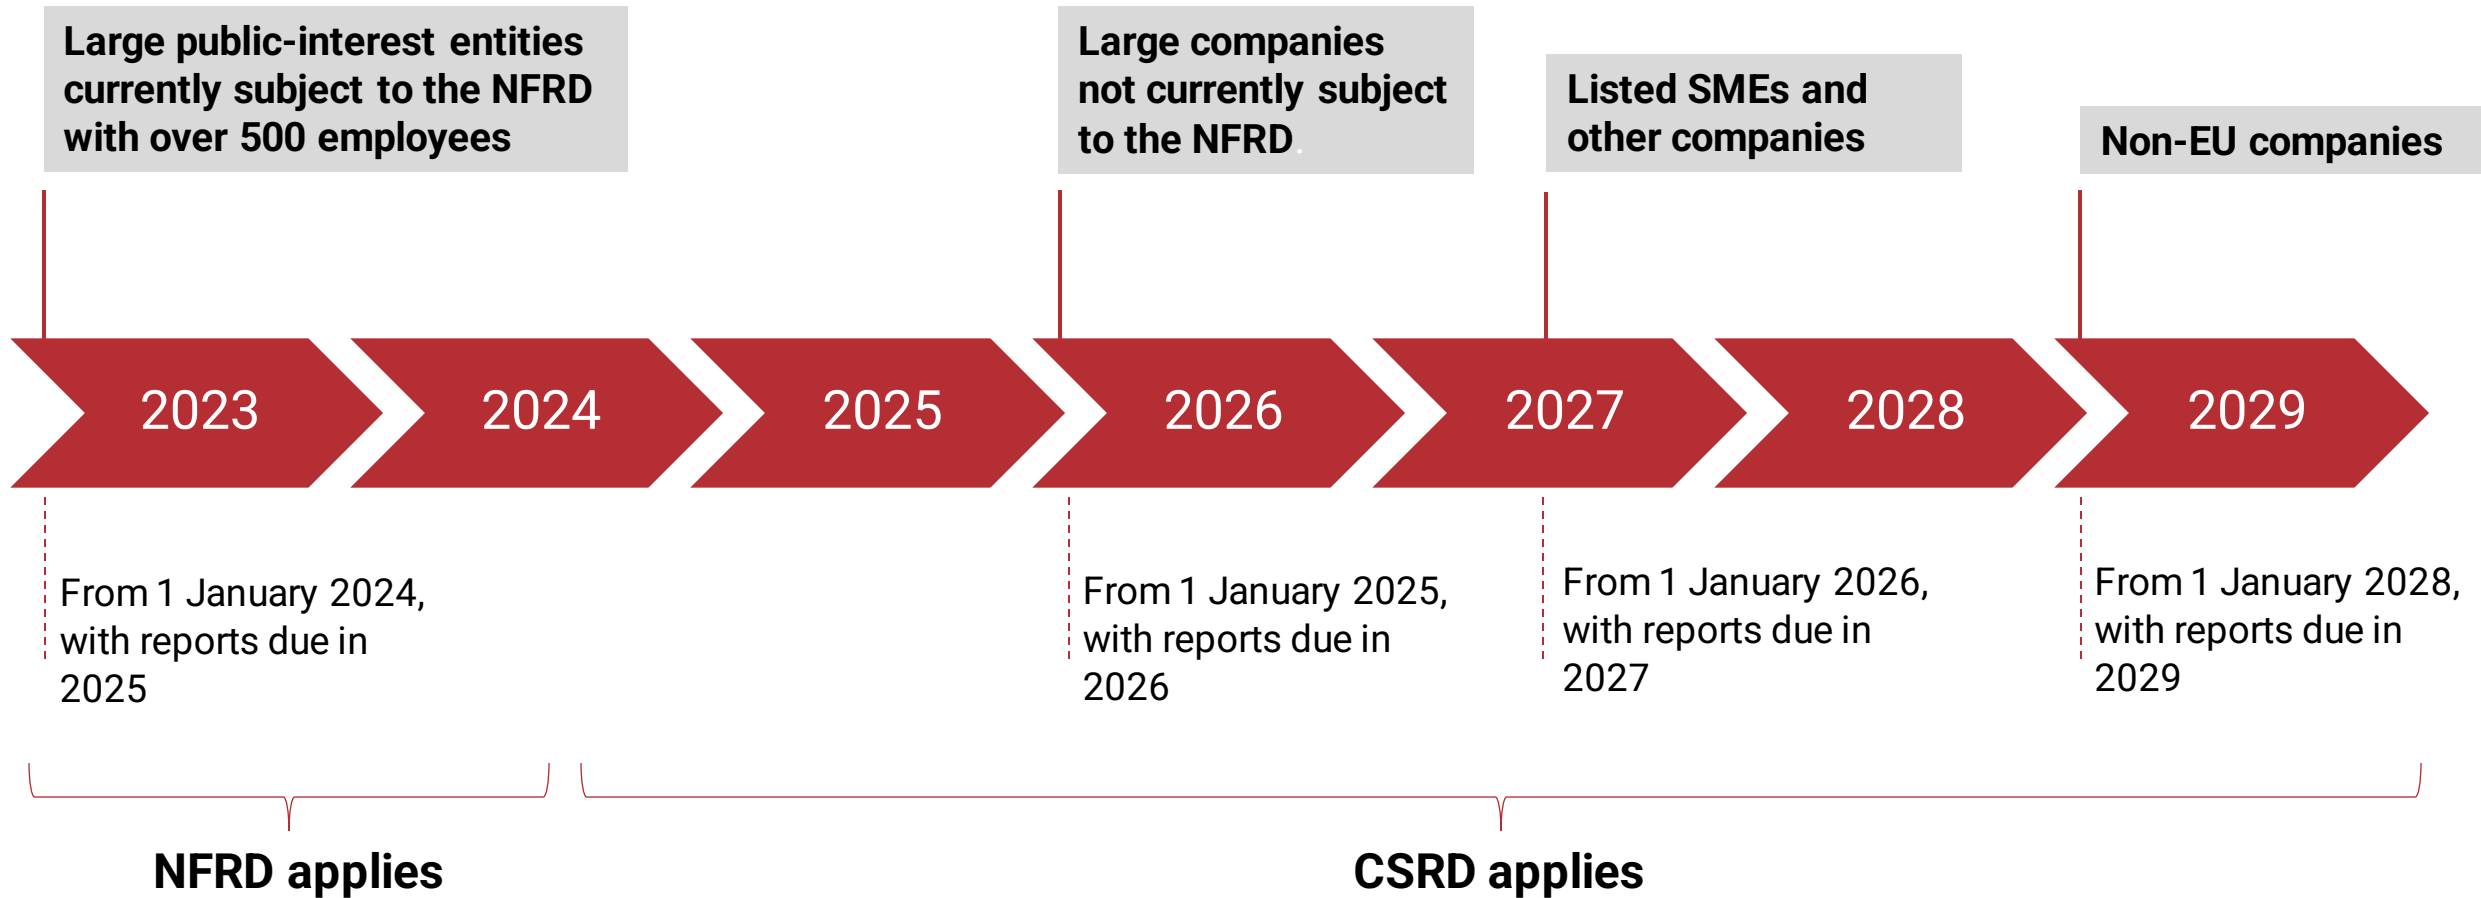 Large public-interest entities
currently subject to the NFRD
with over 500 employees
Large companies
not currently subject
to the NFRD.
Listed SMEs and
other companies
Non-EU companies
2023
2024
2025
2026
2027
2028
2029
From 1 January 2024,
with reports due in
2025
From 1 January 2025,
with reports due in
2026
From 1 January 2026,
with reports due in
2027
From 1 January 2028,
with reports due in
2029
NFRD applies
CSRD applies